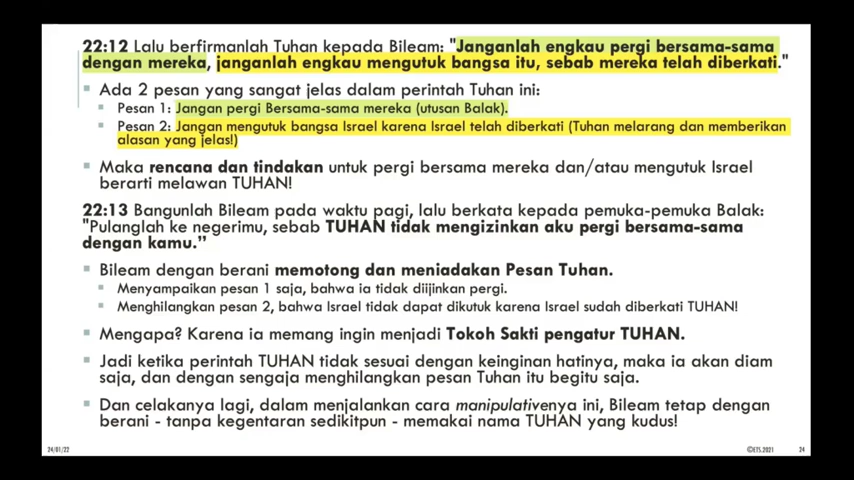 22:12 Lalu berfirmanlah Tuhan kepada Bileam: "Janganlah engkau pergi bersama-sama
dengan mereka, janganlah engkau mengutuk bangsa itu, sebab mereka telah diberkati."
Ada 2 pesan yang sangat jelas dalam perintah Tuhan ini:
Pesan 1: Jangan pergi Bersama-sama mereka (utusan Balak).
Pesan 2: Jangan mengutuk bangsa Israel karena Israel telah diberkati (Tuhan melarang dan memberikan
alasan yang jelas!)
Maka rencana dan tindakan untuk pergi bersama mereka dan/atau mengutuk Israel
berarti melawan TUHAN!
22:13 Bangunlah Bileam pada waktu pagi, lalu berkata kepada pemuka-pemuka Balak:
"Pulanglah ke negerimu, sebab TUHAN tidak mengizinkan aku pergi bersama-sama
dengan kamu.”
Bileam dengan berani memotong dan meniadakan Pesan Tuhan.
Menyampaikan pesan 1 saja, bahwa ia tidak diijinkan pergi.
Menghilangkan pesan 2, bahwa Israel tidak dapat dikutuk karena Israel sudah diberkati TUHAN!
Mengapa? Karena ia memang ingin menjadi Tokoh Sakti pengatur TUHAN.
Jadi ketika perintah TUHAN tidak sesuai dengan keinginan hatinya, maka ia akan diam
saja, dan dengan sengaja menghilangkan pesan Tuhan itu begitu saja.
Dan celakanya lagi, dalam menjalankan cara manipulativenya ini, Bileam tetap dengan
berani - tanpa kegentaran sedikitpun - memakai nama TUHAN yang kudus!
24/01/22
©ETS.2021
24